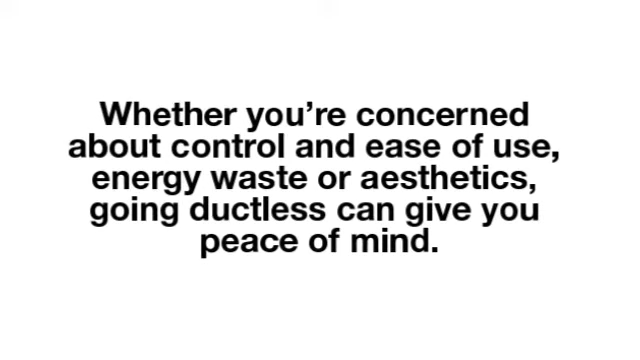 Whether you’re concerned
about control and ease of use,
energy waste or aesthetics,
going ductless can give you
peace of mind.